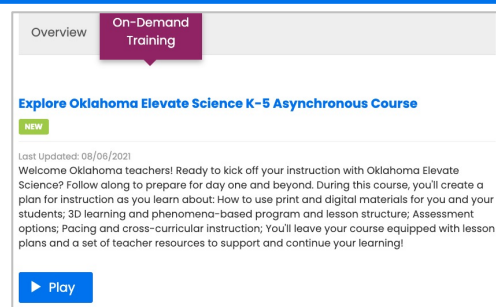 Overview
On-Demand
Training
Explore Oklahoma Elevate Science K-5 Asynchronous Course
NEW
Last Updated: 08/06/2021
Welcome Oklahoma teachers! Ready to kick off your instruction with Oklahoma Elevate
Science? Follow along to prepare for day one and beyond. During this course, you'll create a
plan for instruction as you learn about: How to use print and digital materials for you and your
students; 3D learning and phenomena-based program and lesson structure; Assessment
options; Pacing and cross-curricular instruction; You'll leave your course equipped with lesson
plans and a set of teacher resources to support and continue your learning!
Play